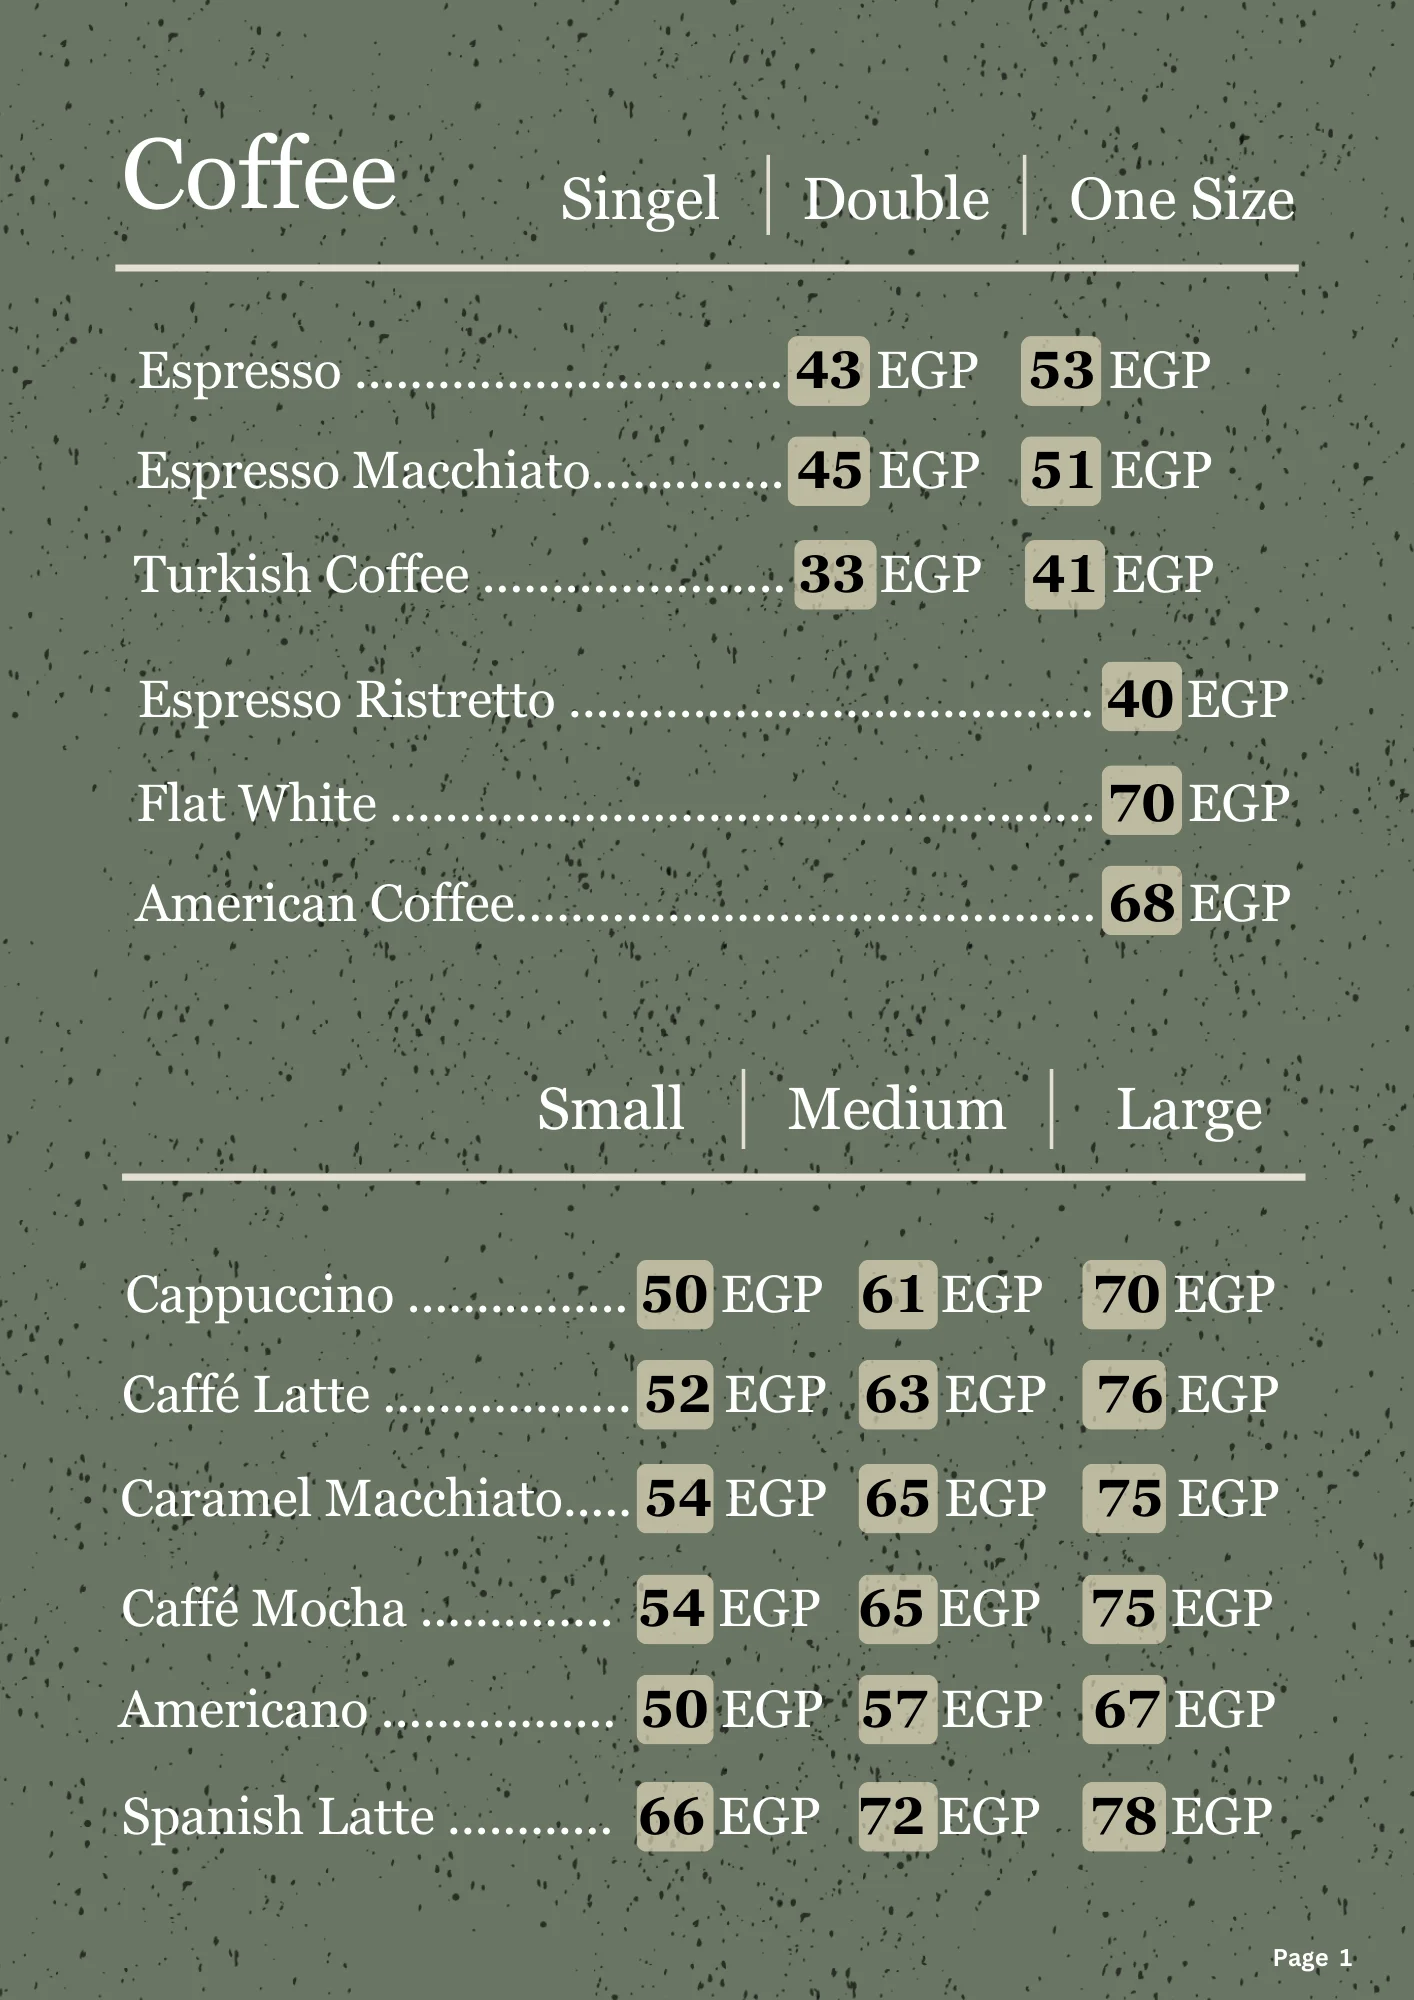 Coffee Singel Double One Size
Espresso ............................... 43 EGP 53 EGP
Espresso Macchiato.............. 45 EGP 51 EGP
Turkish Coffee ...................... 33 EGP 41 EGP
Espresso Ristretto ...................................... 40 EGP
Flat White ................................................... 70 EGP
American Coffee.......................................... 68 EGP
Small Medium Large
Cappuccino ................ 50 EGP 61 EGP 70 EGP
Caffé Latte .................. 52 EGP 63 EGP 76 EGP
Caramel Macchiato..... 54 EGP 65 EGP 75 EGP
Caffé Mocha .............. 54 EGP 65 EGP 75 EGP
Americano ................. 50 EGP 57 EGP 67 EGP
Spanish Latte ............ 66 EGP 72 EGP 78 EGP
Page 1